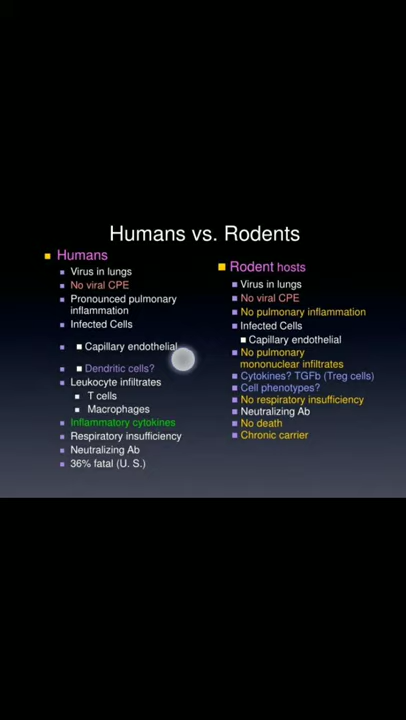 Humans vs. Rodents
Humans
Virus in lungs
No viral CPE
Pronounced pulmonary
inflammation
Infected Cells
Capillary endothelial
Dendritic cells?
Leukocyte infiltrates
T cells
Macrophages
Inflammatory cytokines
Respiratory insufficiency
Neutralizing Ab
36% fatal (U. S.)
Rodent hosts
Virus in lungs
No viral CPE
No pulmonary inflammation
Infected Cells
Capillary endothelial
No pulmonary
mononuclear infiltrates
Cytokines? TGFb (Treg cells)
Cell phenotypes?
No respiratory insufficiency
Neutralizing Ab
No death
Chronic carrier